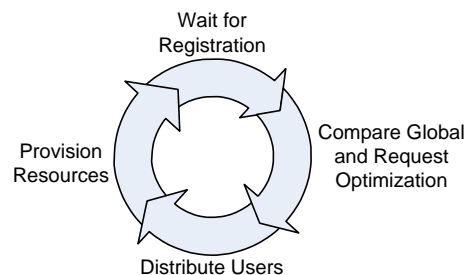 Wait for
Registration
Compare Global
and Request
Optimization
Distribute Users
Provision
Resources